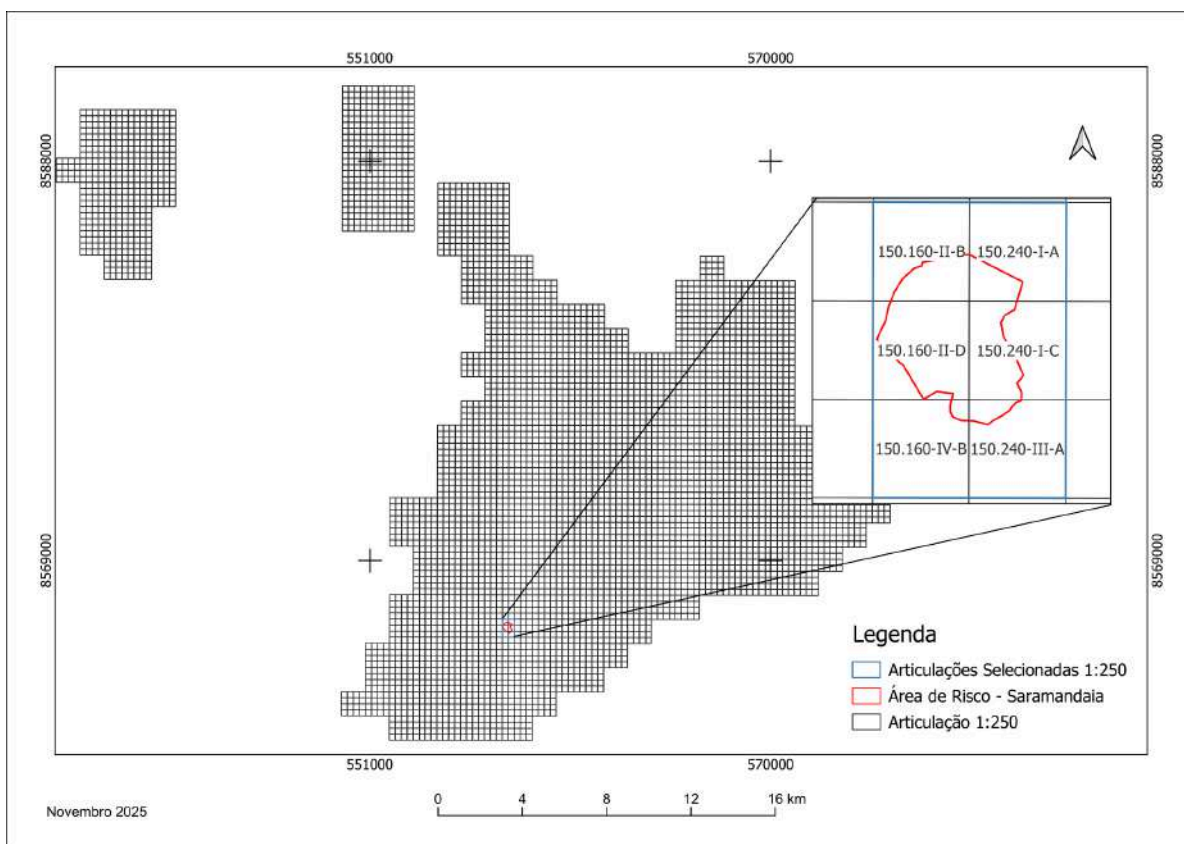 551000 570000
8588000 8588000
150.160-II-B 150.240-I-A
150.160-II-D 150.240-I-C
150.160-IV-B 150.240-III-A
8569000 8569000
Legenda
Articulações Selecionadas 1:250
Área de Risco - Saramandaia
Articulação 1:250
551000 570000
Novembro 2025
0 4 8 12 16 km